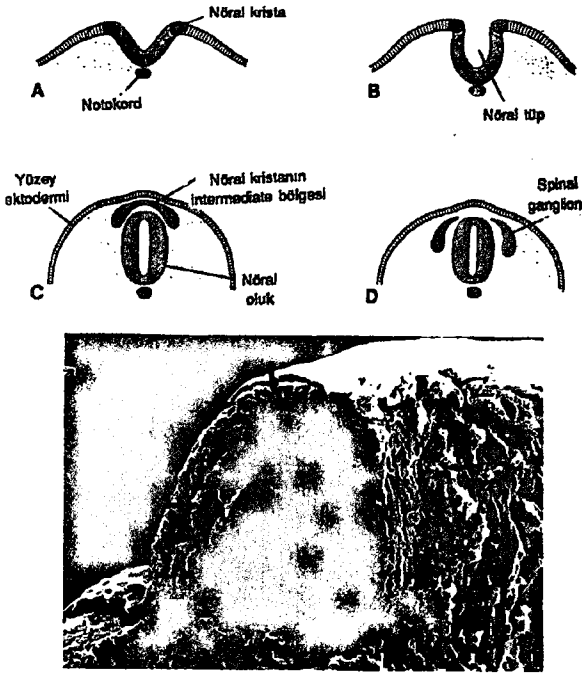 Nöral krista
A
Notokord
B
Nöral tüp
Yüzey
ektodermi
Nöral kristanın
intermediate bölgesi
Spinal
ganglion
C
Nöral
oluk
D